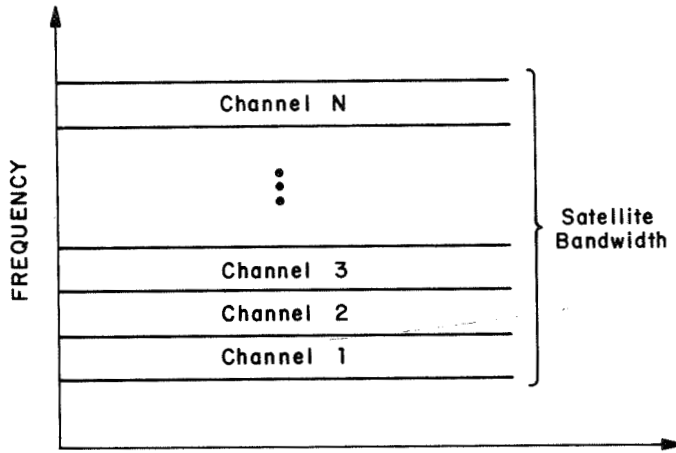 Channel N
FREQUENCY
Satellite
Bandwidth
Channel 3
Channel 2
Channel 1